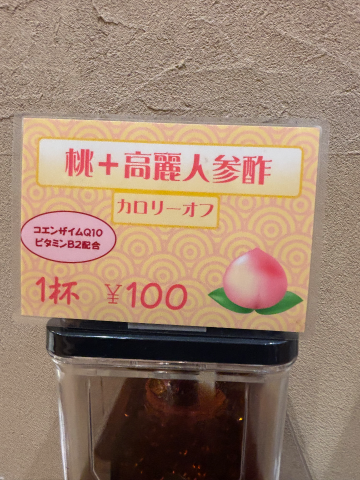 桃+高麗人参酢
カロリーオフ
コエンザイムQ10
ビタミンB2配合
1杯 ¥100